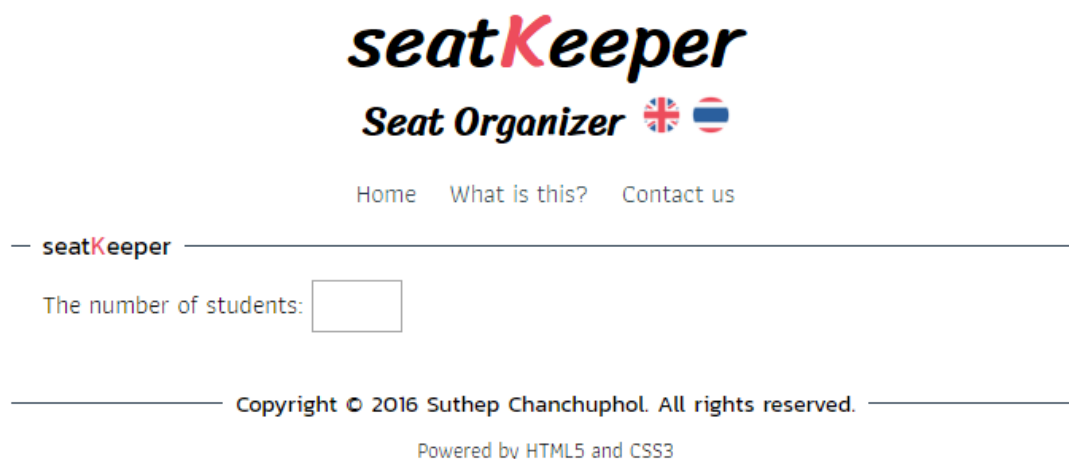 seatKeeper
Seat Organizer
Home What is this? Contact us
seatKeeper
The number of students:
Copyright © 2016 Suthep Chanchuphol. All rights reserved.
Powered by HTML5 and CSS3